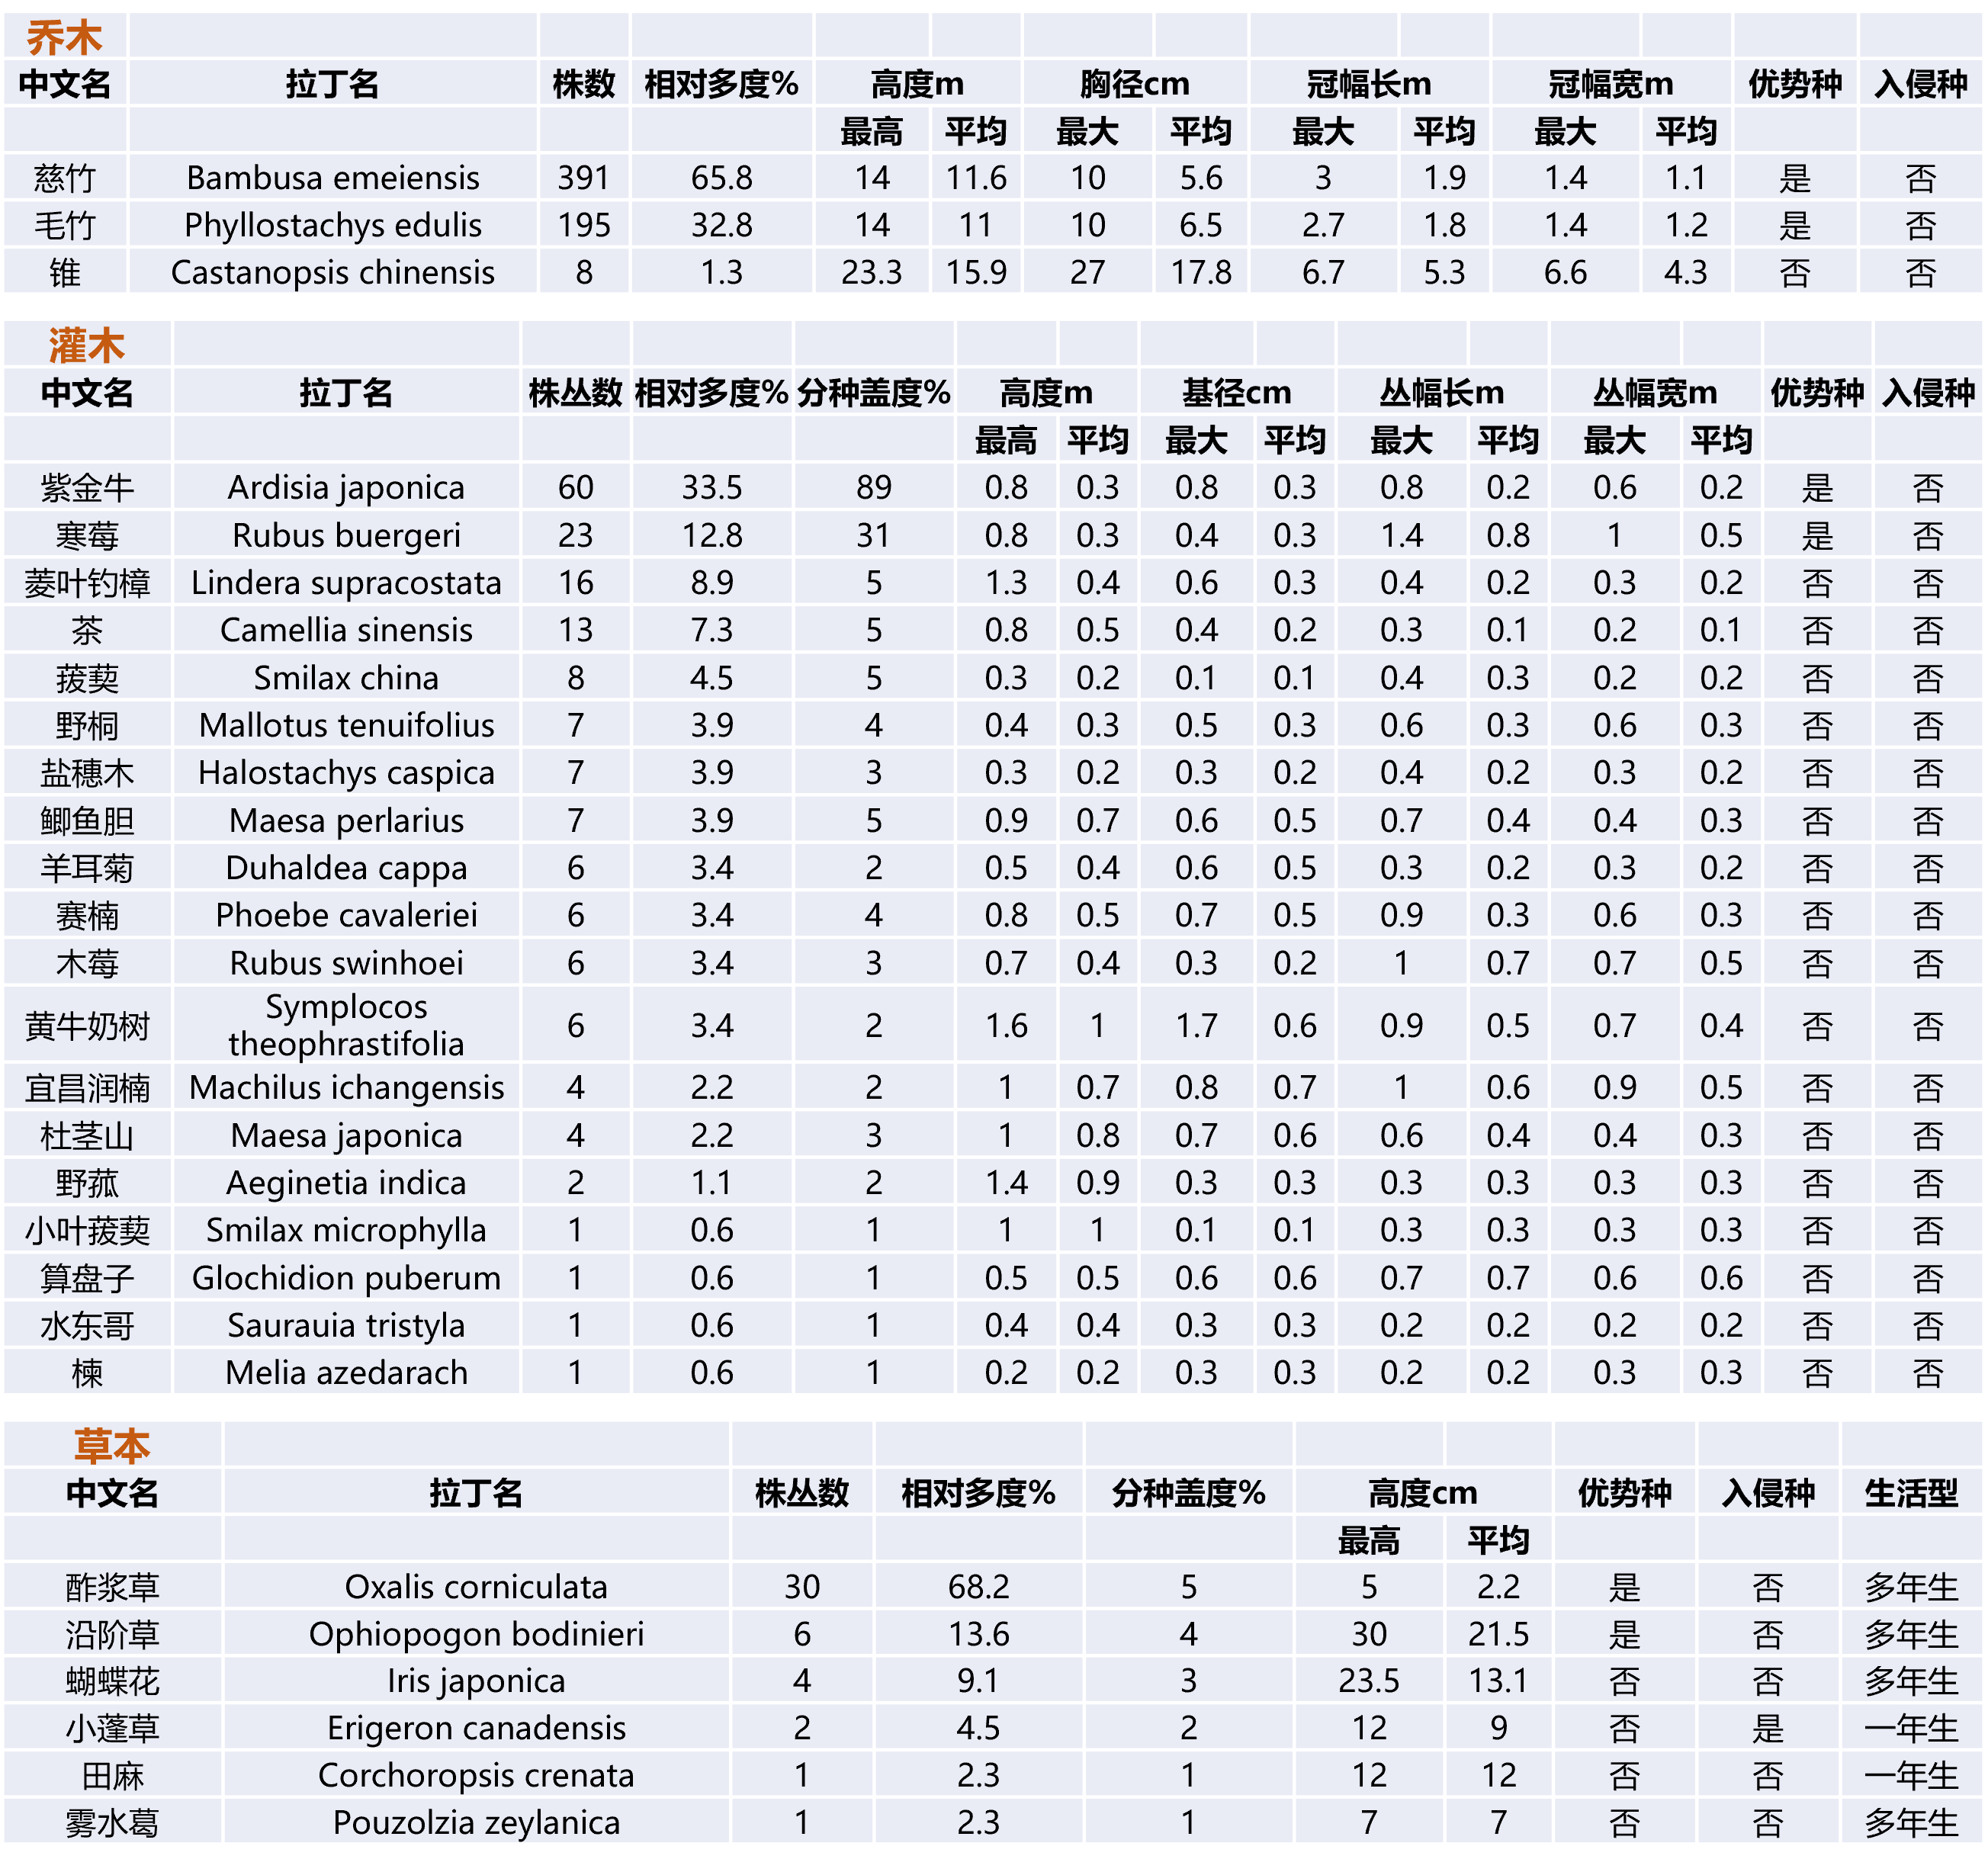 乔木
中文名 拉丁名 株数 相对多度% 高度m 胸径cm 冠幅长m 冠幅宽m 优势种 入侵种
最高 平均 最大 平均 最大 平均 最大 平均
慈竹 Bambusa emeiensis 391 65.8 14 11.6 10 5.6 3 1.9 1.4 1.1 是 否
毛竹 Phyllostachys edulis 195 32.8 14 11 10 6.5 2.7 1.8 1.4 1.2 是 否
锥 Castanopsis chinensis 8 1.3 23.3 15.9 27 17.8 6.7 5.3 6.6 4.3 否 否
灌木
中文名 拉丁名 株丛数 相对多度% 分种盖度% 高度m 基径cm 丛幅长m 丛幅宽m 优势种 入侵种
最高 平均 最大 平均 最大 平均 最大 平均
紫金牛 Ardisia japonica 60 33.5 89 0.8 0.3 0.8 0.3 0.8 0.2 0.6 0.2 是 否
寒莓 Rubus buergeri 23 12.8 31 0.8 0.3 0.4 0.3 1.4 0.8 1 0.5 是 否
菱叶钓樟 Lindera supracostata 16 8.9 5 1.3 0.4 0.6 0.3 0.4 0.2 0.3 0.2 否 否
茶 Camellia sinensis 13 7.3 5 0.8 0.5 0.4 0.2 0.3 0.1 0.2 0.1 否 否
菝葜 Smilax china 8 4.5 5 0.3 0.2 0.1 0.1 0.4 0.3 0.2 0.2 否 否
野桐 Mallotus tenuifolius 7 3.9 4 0.4 0.3 0.5 0.3 0.6 0.3 0.6 0.3 否 否
盐穗木 Halostachys caspica 7 3.9 3 0.3 0.2 0.3 0.2 0.4 0.2 0.3 0.2 否 否
鲫鱼胆 Maesa perlarius 7 3.9 5 0.9 0.7 0.6 0.5 0.7 0.4 0.4 0.3 否 否
羊耳菊 Duhaldea cappa 6 3.4 2 0.5 0.4 0.6 0.5 0.3 0.2 0.3 0.2 否 否
赛楠 Phoebe cavaleriei 6 3.4 4 0.8 0.5 0.7 0.5 0.9 0.3 0.6 0.3 否 否
木莓 Rubus swinhoei 6 3.4 3 0.7 0.4 0.3 0.2 1 0.7 0.7 0.5 否 否
黄牛奶树 Symplocos
theophrastifolia 6 3.4 2 1.6 1 1.7 0.6 0.9 0.5 0.7 0.4 否 否
宜昌润楠 Machilus ichangensis 4 2.2 2 1 0.7 0.8 0.7 1 0.6 0.9 0.5 否 否
杜茎山 Maesa japonica 4 2.2 3 1 0.8 0.7 0.6 0.6 0.4 0.4 0.3 否 否
野菰 Aeginetia indica 2 1.1 2 1.4 0.9 0.3 0.3 0.3 0.3 0.3 0.3 否 否
小叶菝葜 Smilax microphylla 1 0.6 1 1 1 0.1 0.1 0.3 0.3 0.3 0.3 否 否
算盘子 Glochidion puberum 1 0.6 1 0.5 0.5 0.6 0.6 0.7 0.7 0.6 0.6 否 否
水东哥 Saurauia tristyla 1 0.6 1 0.4 0.4 0.3 0.3 0.2 0.2 0.2 0.2 否 否
楝 Melia azedarach 1 0.6 1 0.2 0.2 0.3 0.3 0.2 0.2 0.3 0.3 否 否
草本
中文名 拉丁名 株丛数 相对多度% 分种盖度% 高度cm 优势种 入侵种 生活型
最高 平均
酢浆草 Oxalis corniculata 30 68.2 5 5 2.2 是 否 多年生
沿阶草 Ophiopogon bodinieri 6 13.6 4 30 21.5 是 否 多年生
蝴蝶花 Iris japonica 4 9.1 3 23.5 13.1 否 否 多年生
小蓬草 Erigeron canadensis 2 4.5 2 12 9 否 是 一年生
田麻 Corchoropsis crenata 1 2.3 1 12 12 否 否 一年生
雾水葛 Pouzolzia zeylanica 1 2.3 1 7 7 否 否 多年生